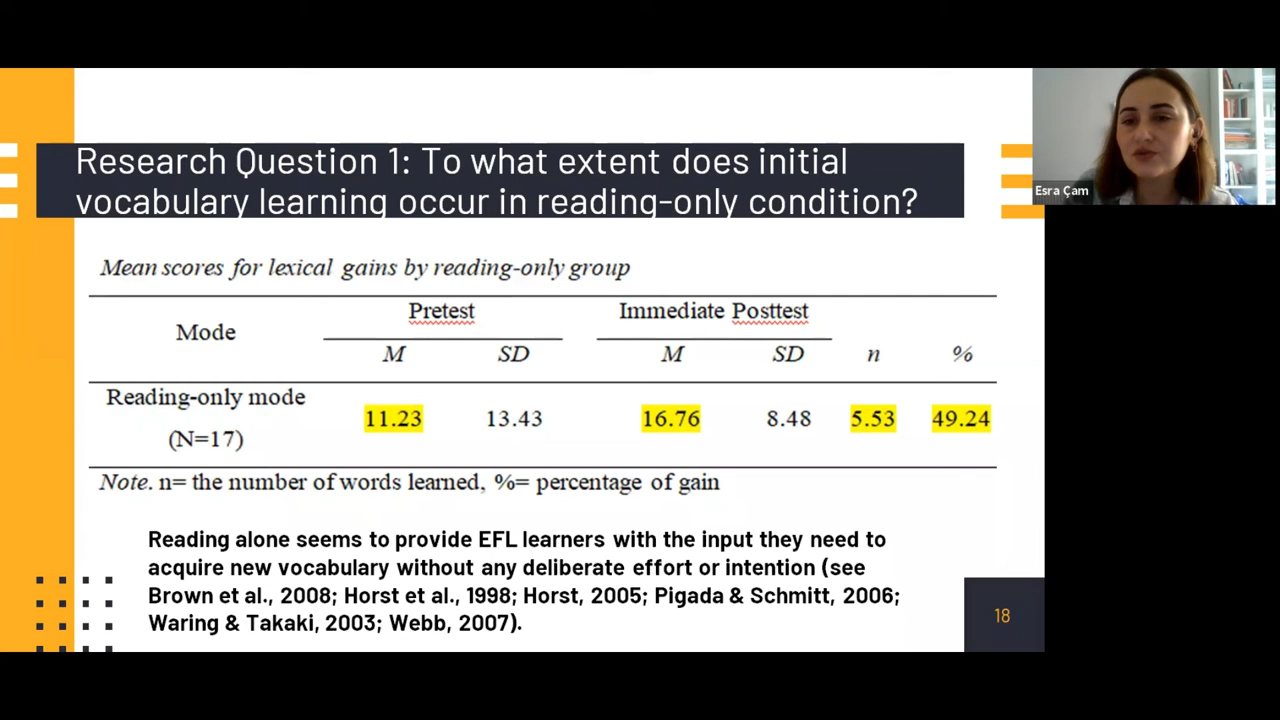 Research Question 1: To what extent does initial
vocabulary learning occur in reading-only condition?
Esra Çam
Mean scores for lexical gains by reading-only group
Mode
Pretest
Immediate Posttest
M SD M SD n %
Reading-only mode
(N=17)
11.23 13.43 16.76 8.48 5.53 49.24
Note. n= the number of words learned, %= percentage of gain
Reading alone seems to provide EFL learners with the input they need to
acquire new vocabulary without any deliberate effort or intention (see
Brown et al., 2008; Horst et al., 1998; Horst, 2005; Pigada & Schmitt, 2006;
Waring & Takaki, 2003; Webb, 2007).
18